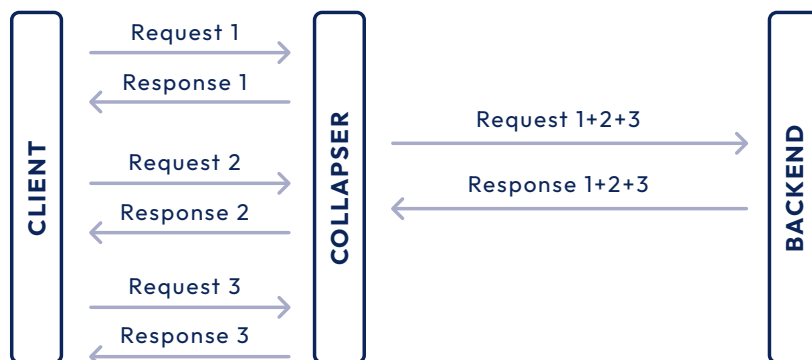 CLIENT
Request 1
Response 1
Request 2
Response 2
Request 3
Response 3
COLLAPSER
Request 1+2+3
Response 1+2+3
BACKEND